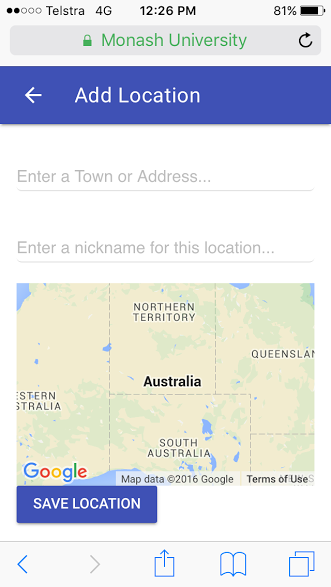 Telstra 4G 12:26 PM 81%
Monash University
Add Location
Enter a Town or Address...
Enter a nickname for this location...
NORTHERN
TERRITORY
QUEENSLAN
Australia
ESTERN
STRALIA
SOUTH
AUSTRALIA
Google Map data ©2016 Google Terms of Use
SAVE LOCATION